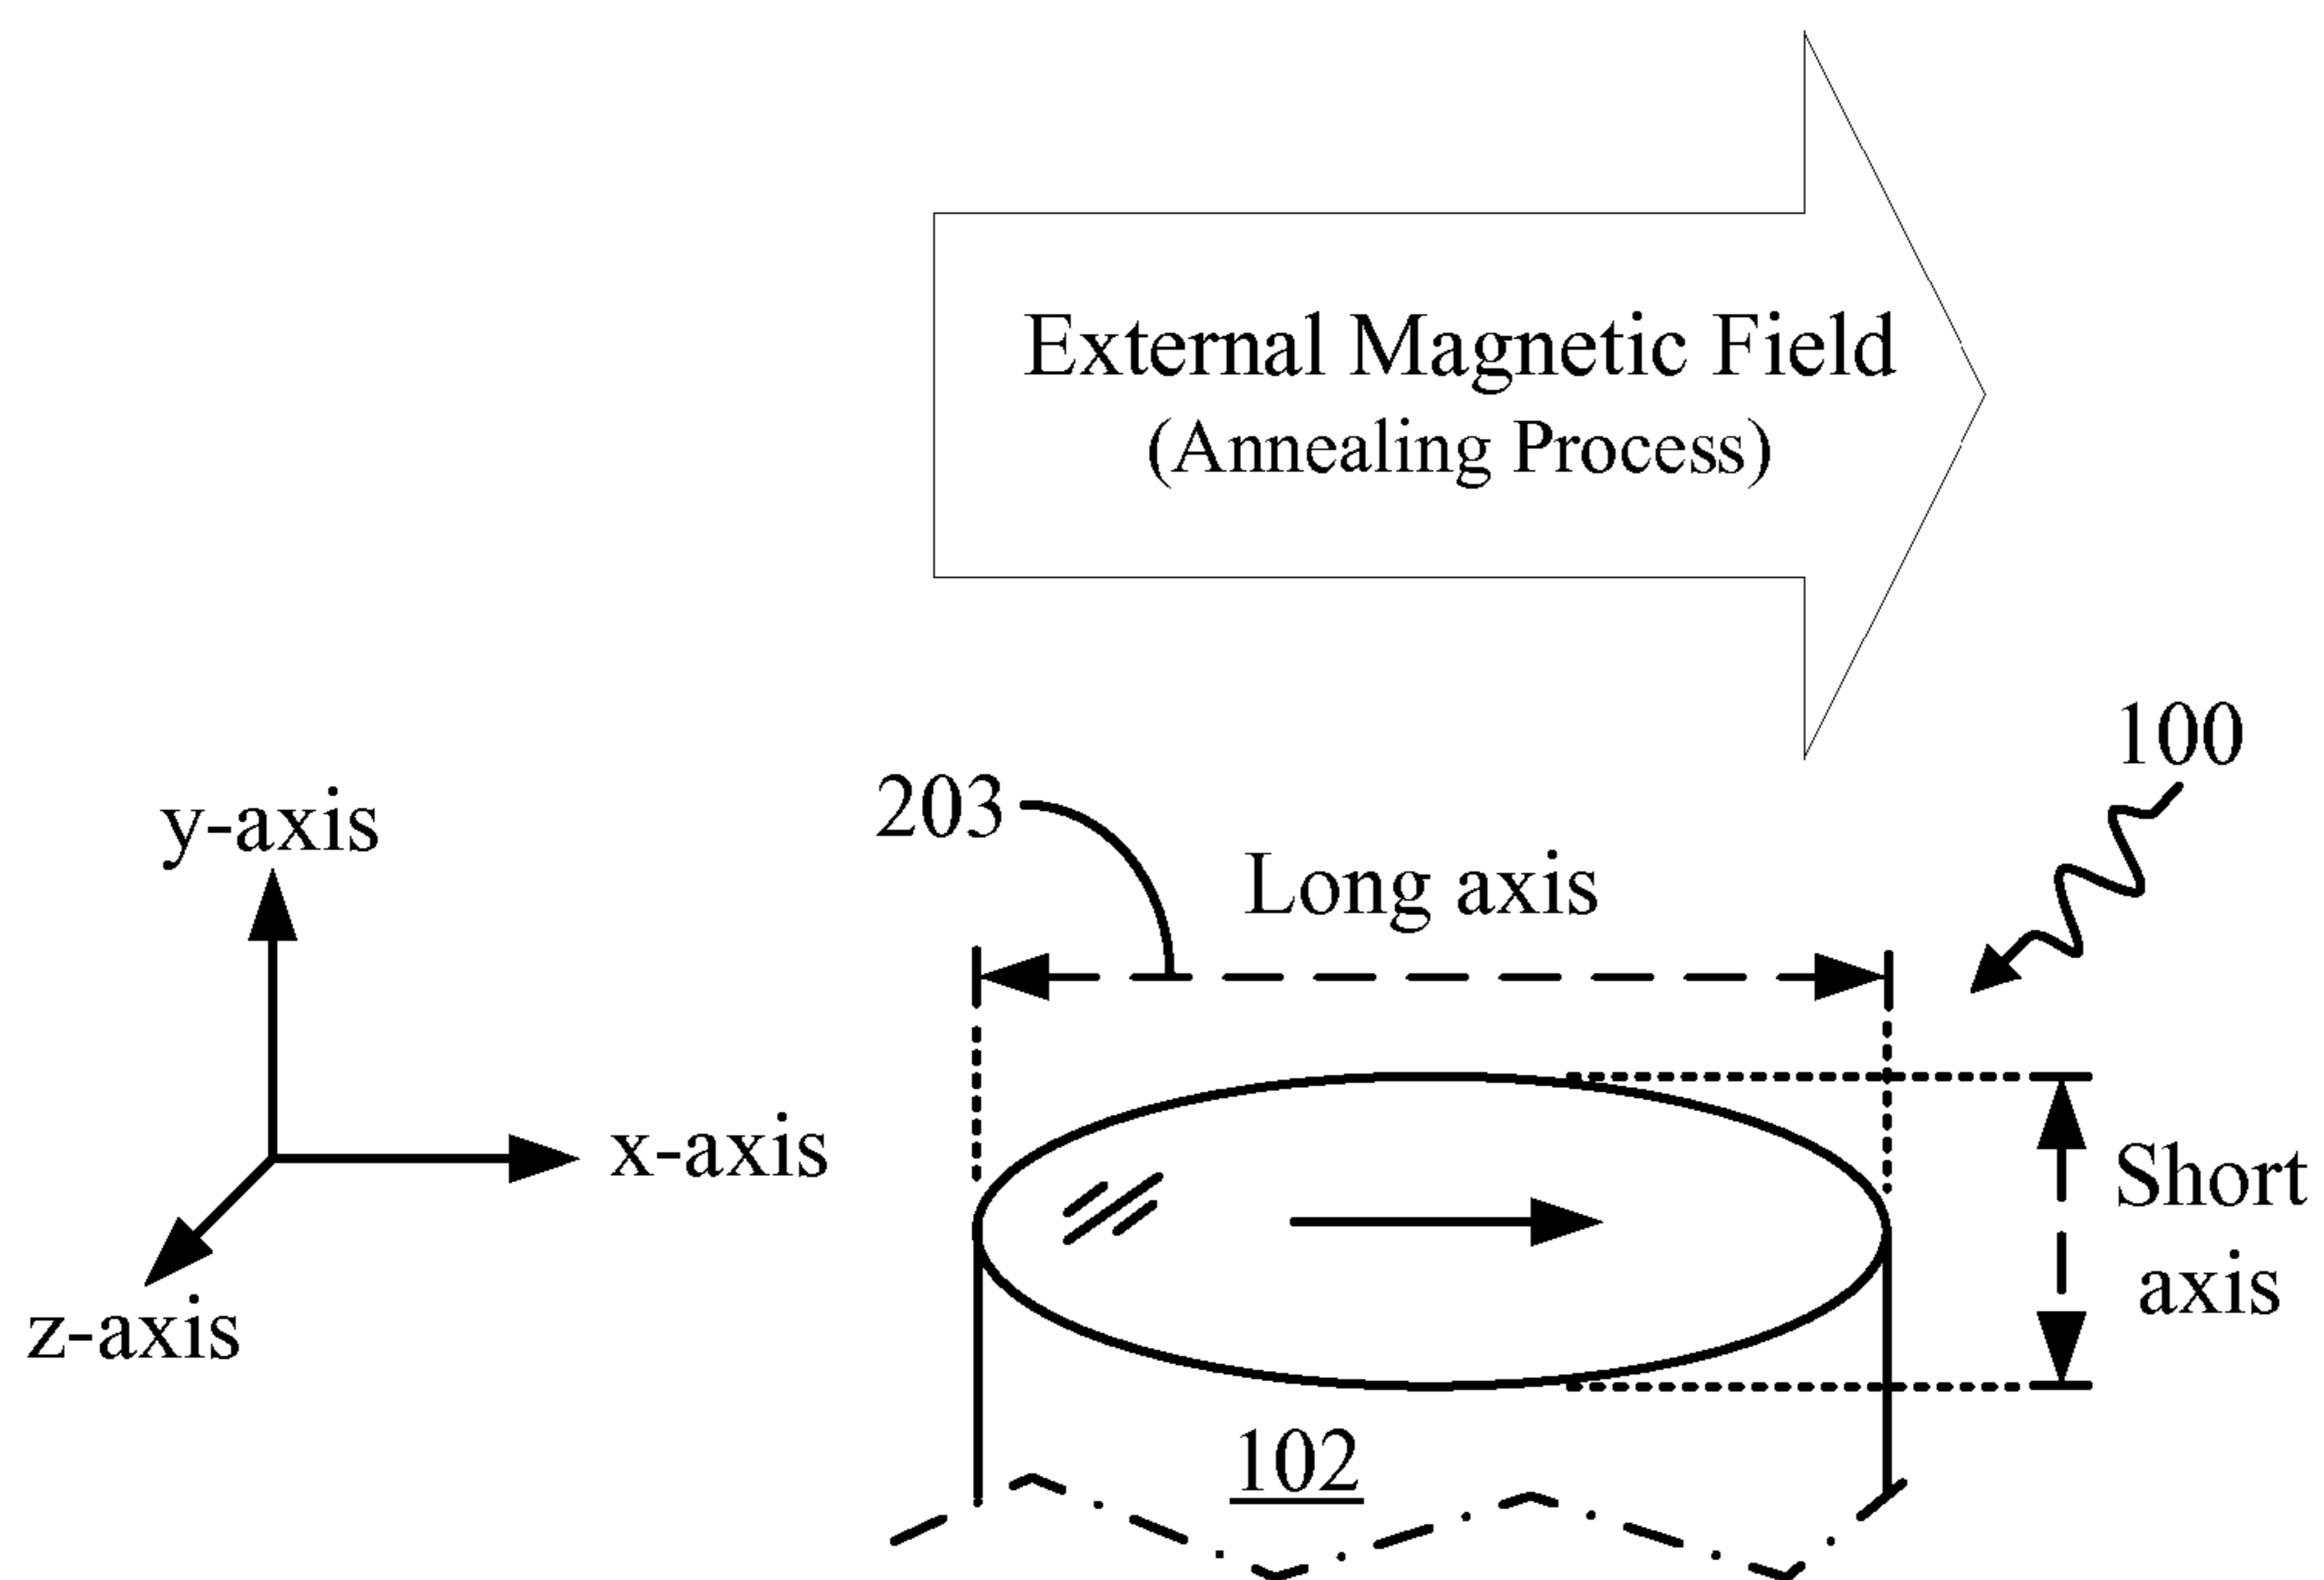 External Magnetic Field
(Annealing Process)
100
203
y-axis
Long axis
x-axis
Short
axis
z-axis
102